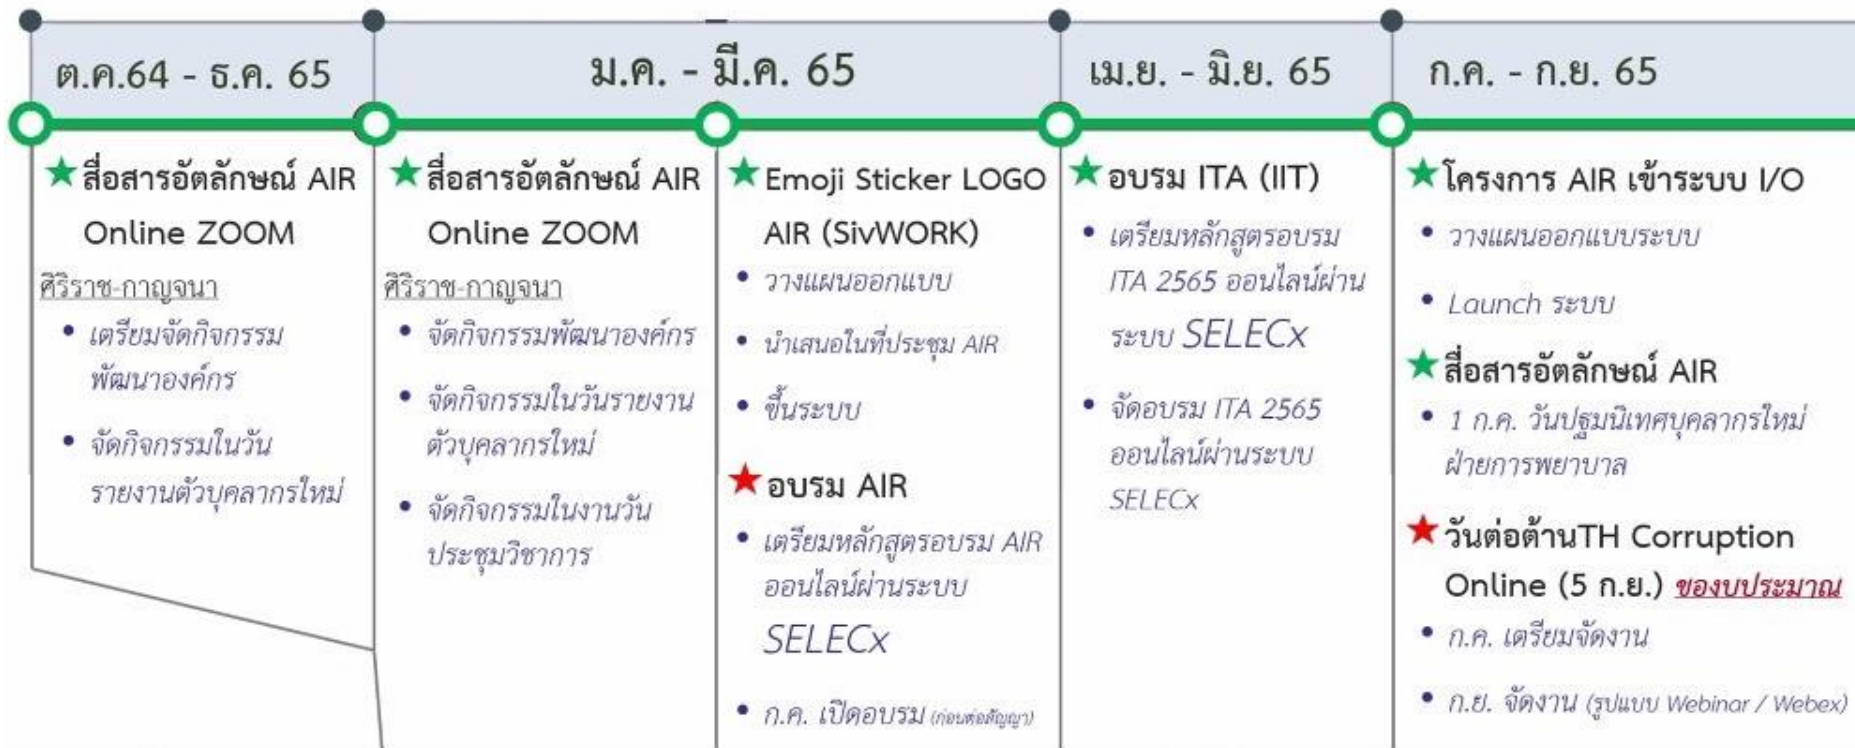 ต.ค.64 - ธ.ค. 65
ม.ค. - มี.ค. 65
เม.ย. - มิ.ย. 65
ก.ค. - ก.ย. 65
สื่อสารอัตลักษณ์ AIR
Online ZOOM
ศิริราช-กาญจนา
• เตรียมจัดกิจกรรม
พัฒนาองค์กร
• จัดกิจกรรมในวัน
รายงานตัวบุคลากรใหม่
สื่อสารอัตลักษณ์ AIR
Online ZOOM
ศิริราช-กาญจนา
• จัดกิจกรรมพัฒนาองค์กร
• จัดกิจกรรมในวันรายงาน
ตัวบุคลากรใหม่
• จัดกิจกรรมในงานวัน
ประชุมวิชาการ
Emoji Sticker LOGO
AIR (SivWORK)
• วางแผนออกแบบ
• นำเสนอในที่ประชุม AIR
• ขึ้นระบบ
อบรม AIR
• เตรียมหลักสูตรอบรม AIR
ออนไลน์ผ่านระบบ
SELECx
• ก.ค. เปิดอบรม (ก่อนต่อสัญญา)
อบรม ITA (IIT)
• เตรียมหลักสูตรอบรม
ITA 2565 ออนไลน์ผ่าน
ระบบ SELECx
• จัดอบรม ITA 2565
ออนไลน์ผ่านระบบ
SELECx
โครงการ AIR เข้าระบบ I/O
• วางแผนออกแบบระบบ
• Launch ระบบ
สื่อสารอัตลักษณ์ AIR
• 1 ก.ค. วันปฐมนิเทศบุคลากรใหม่
ฝ่ายการพยาบาล
วันต่อต้านTH Corruption
Online (5 ก.ย.) ของบประมาณ
• ก.ค. เตรียมจัดงาน
• ก.ย. จัดงาน (รูปแบบ Webinar / Webex)